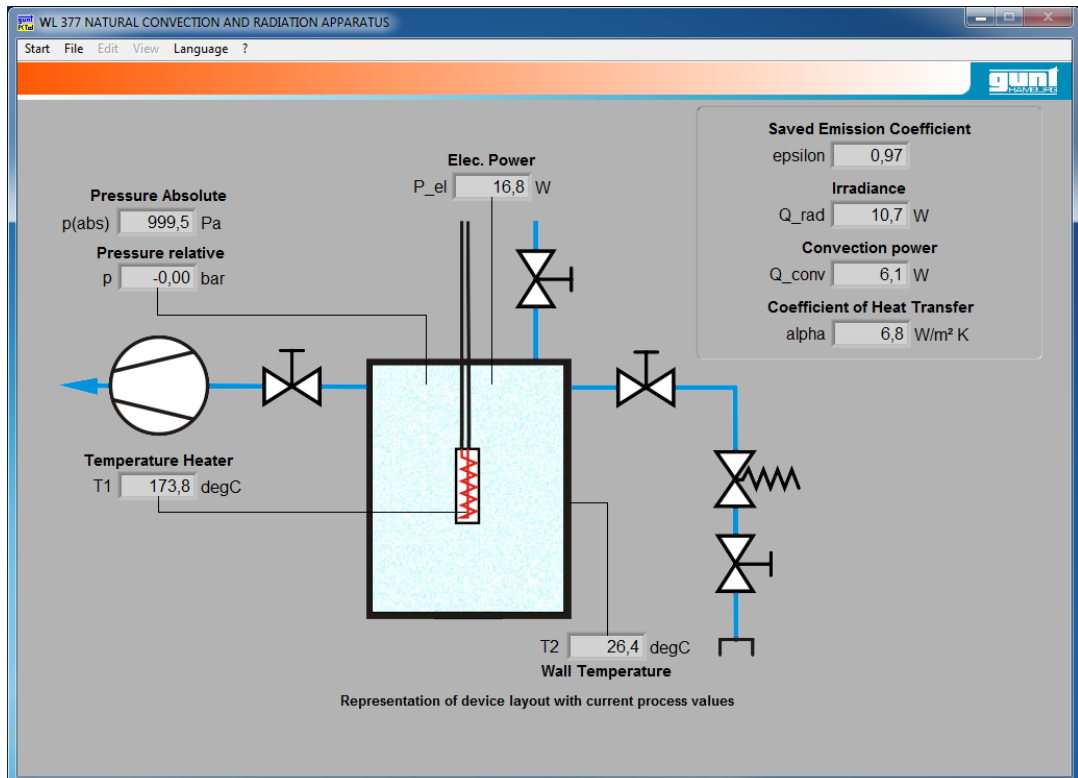 WL 377 NATURAL CONVECTION AND RADIATION APPARATUS
Start File Edit View Language ?
gunt
HAMBURG
Saved Emission Coefficient
epsilon 0,97
Irradiance
Q_rad 10,7 W
Convection power
Q_conv 6,1 W
Coefficient of Heat Transfer
alpha 6,8 W/m² K
Elec. Power
P_el 16,8 W
Pressure Absolute
p(abs) 999,5 Pa
Pressure relative
p -0,00 bar
Temperature Heater
T1 173,8 degC
T2 26,4 degC
Wall Temperature
Representation of device layout with current process values